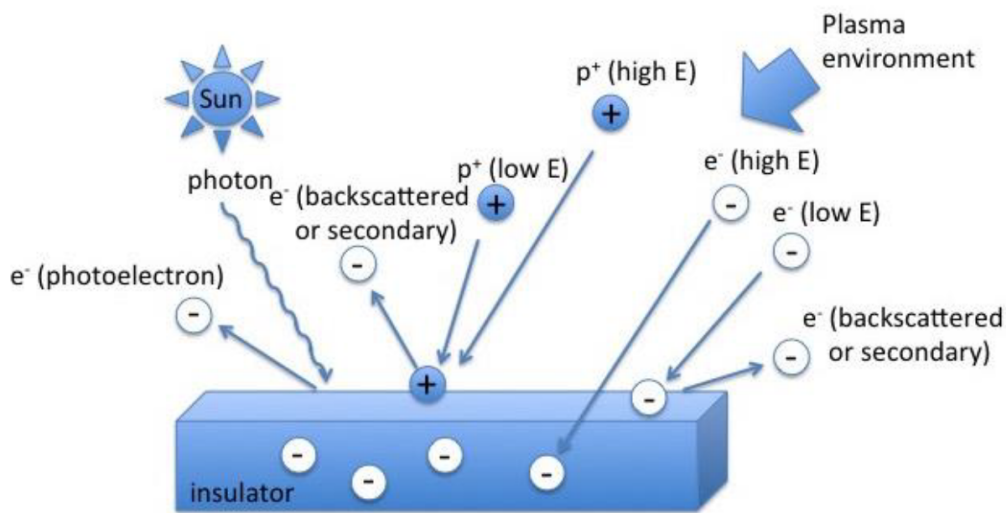 Plasma
environment
Sun
p⁺ (high E)
photon
p⁺ (low E)
e⁻ (high E)
e⁻ (backscattered
or secondary)
e⁻ (low E)
e⁻ (photoelectron)
e⁻ (backscattered
or secondary)
+
+
+
-
-
-
-
-
-
-
-
-
-
insulator